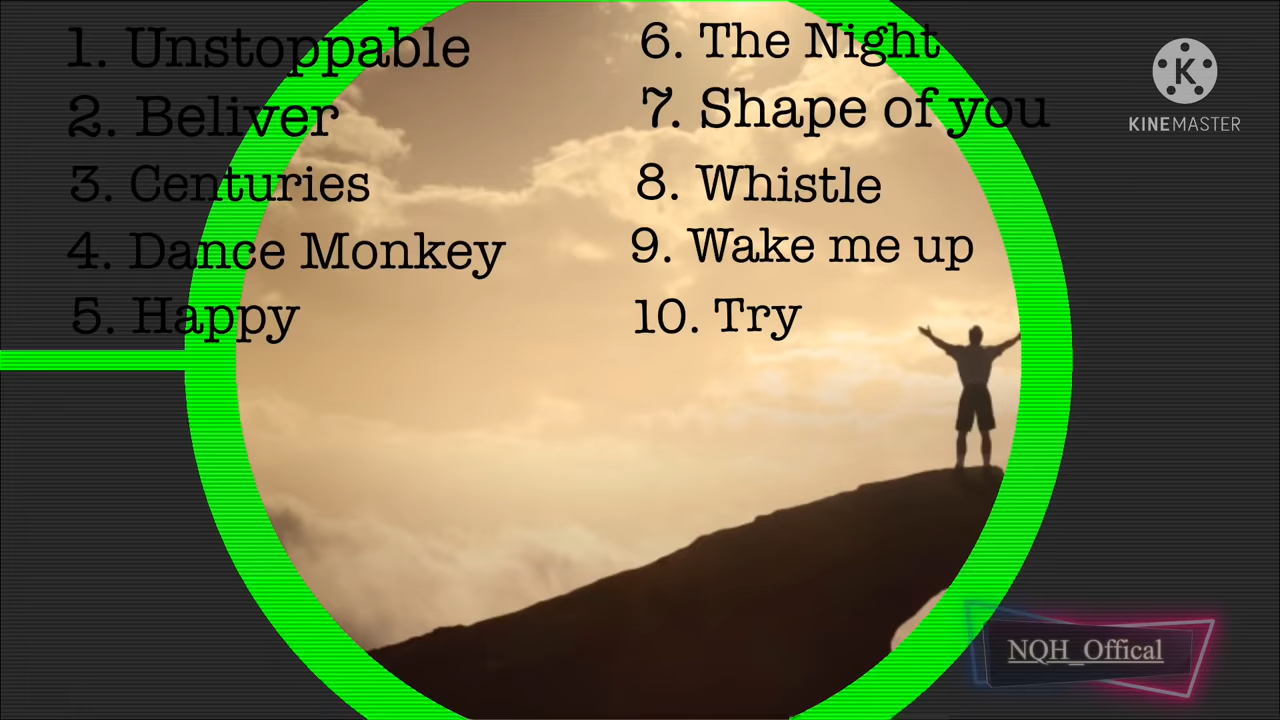 1. Unstoppable
2. Beliver
3. Centuries
4. Dance Monkey
5. Happy
6. The Night
7. Shape of you
8. Whistle
9. Wake me up
10. Try
K
KINEMASTER
NQH_Offical